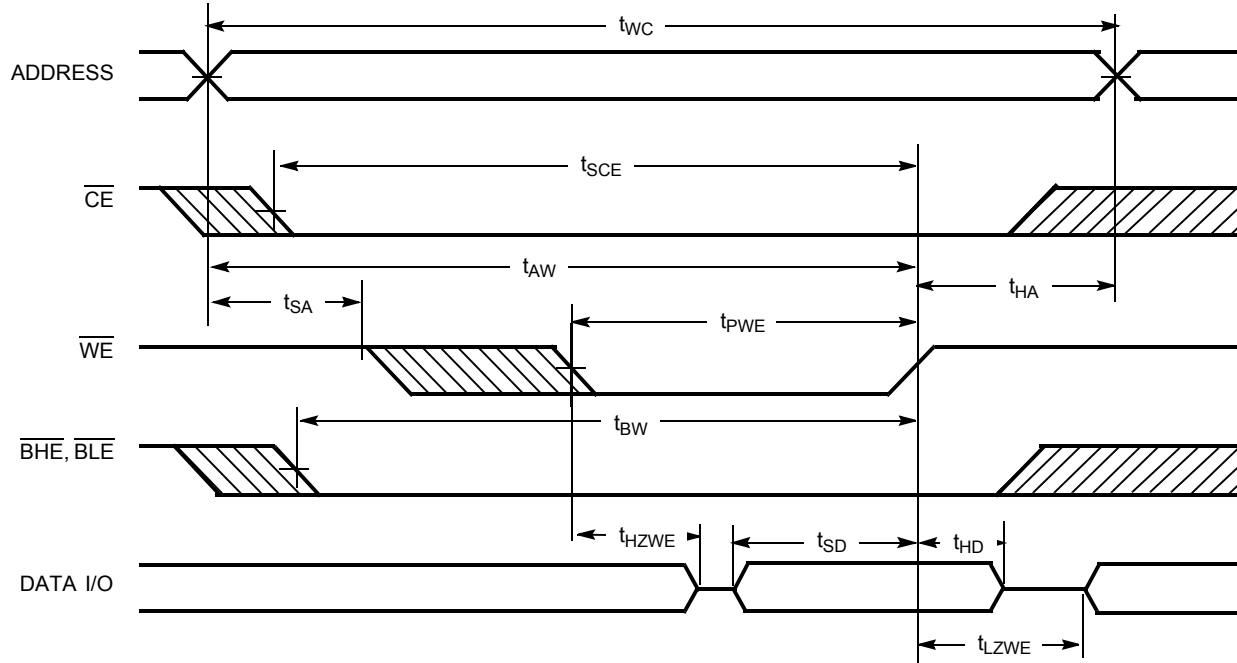 tWC
ADDRESS
tSCE
CE
tAW
tSA
tHA
tPWE
WE
tBW
BHE, BLE
tHZWE
tSD
tHD
DATA I/O
tLZWE